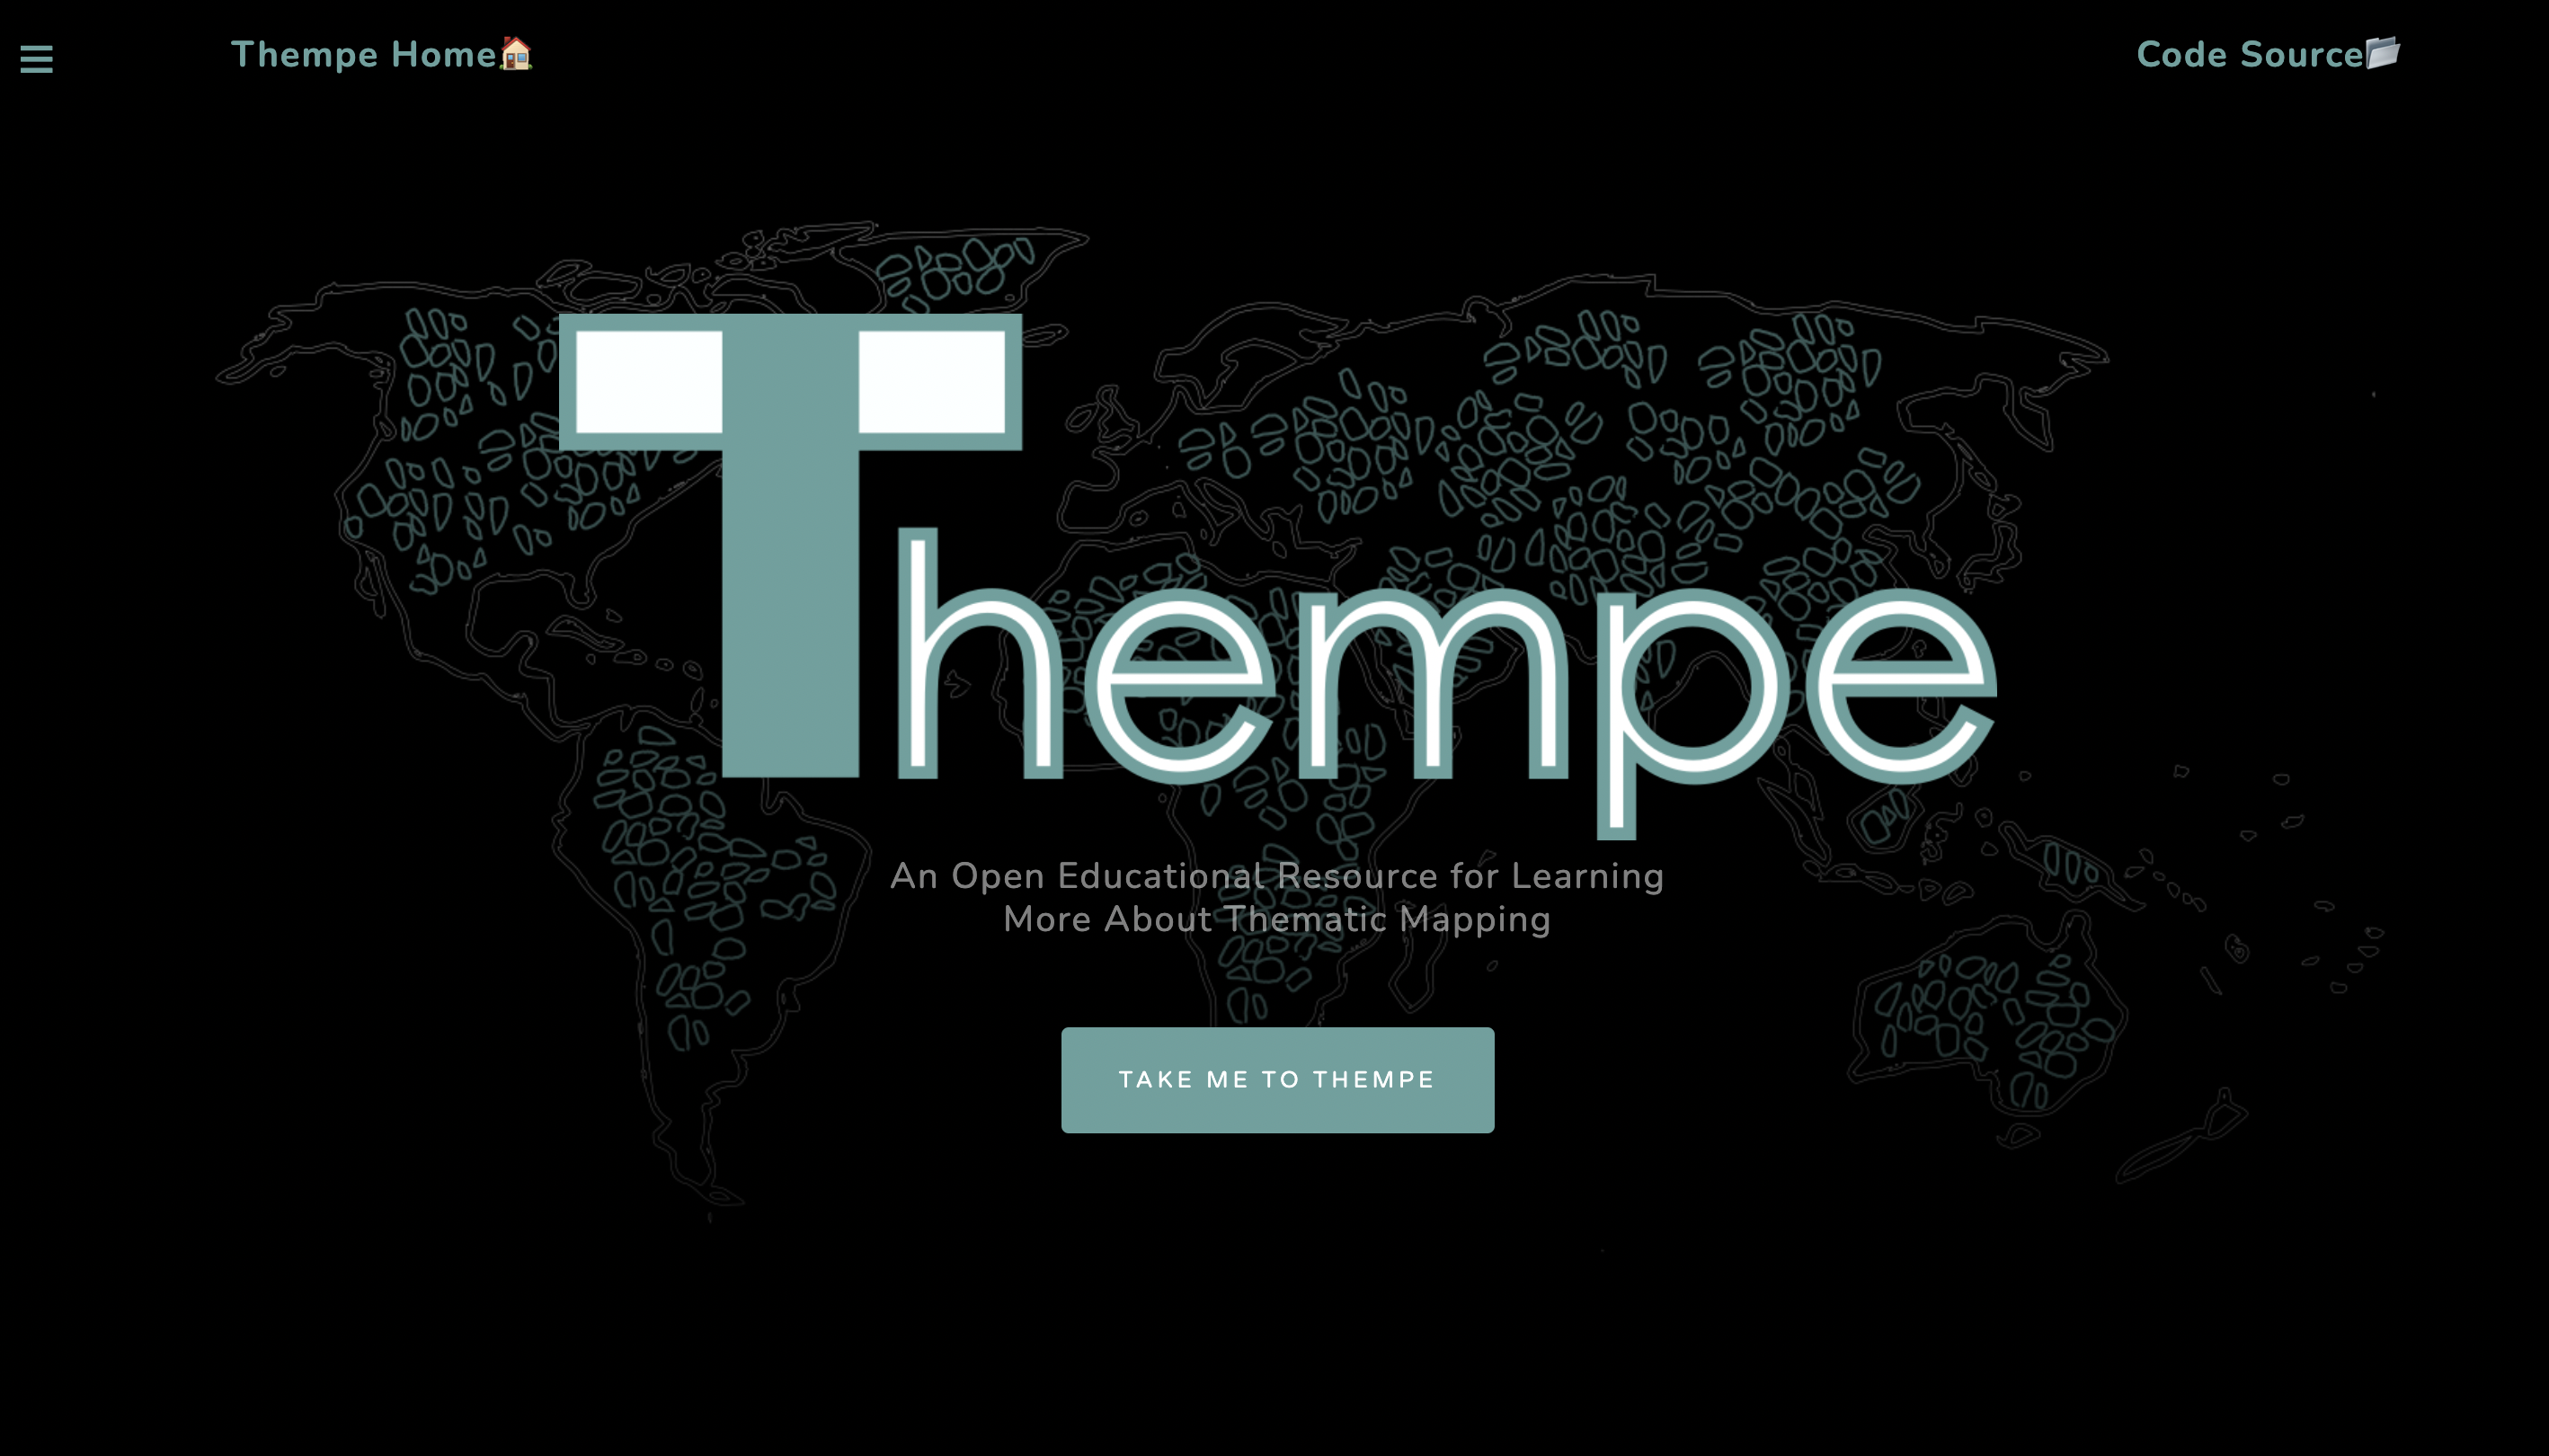 Thempe Home🏠
Code Source📂
Thempe
An Open Educational Resource for Learning
More About Thematic Mapping
TAKE ME TO THEMPE